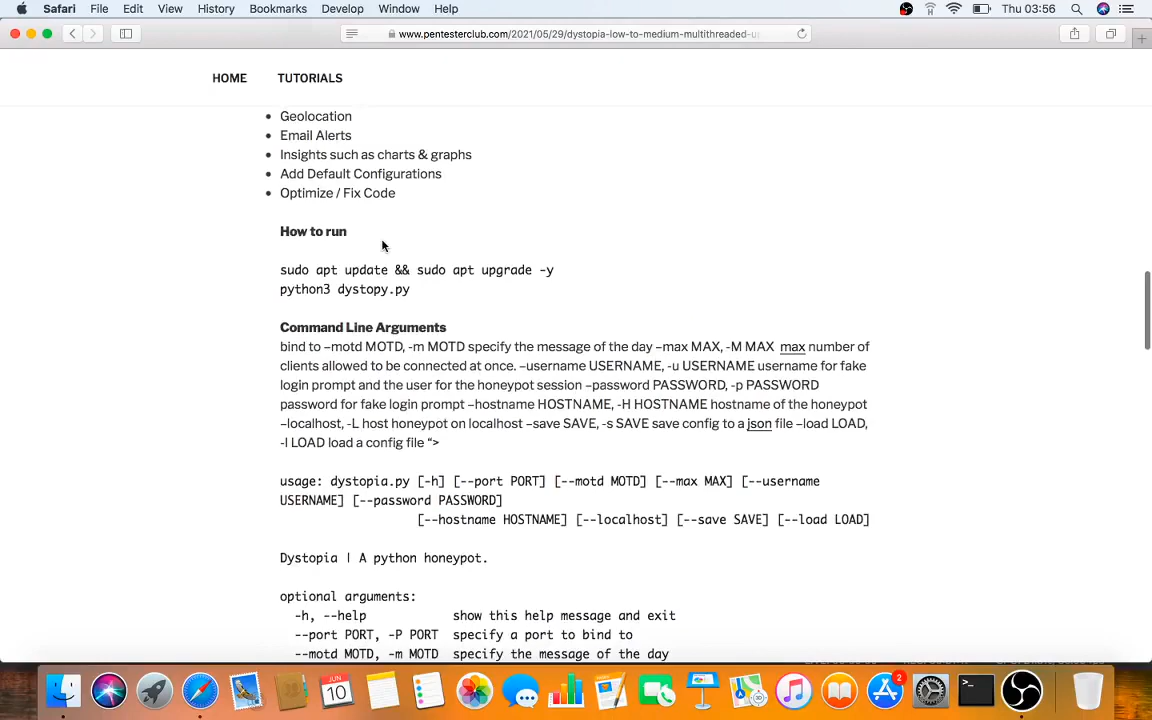 Safari File Edit View History Bookmarks Develop Window Help Thu 03:56
www.pentesterclub.com/2021/05/29/dystopia-low-to-medium-multithreaded-u
HOME TUTORIALS
• Geolocation
• Email Alerts
• Insights such as charts & graphs
• Add Default Configurations
• Optimize / Fix Code
How to run
sudo apt update && sudo apt upgrade -y
python3 dystopy.py
Command Line Arguments
bind to –motd MOTD, -m MOTD specify the message of the day –max MAX, -M MAX max number of
clients allowed to be connected at once. –username USERNAME, -u USERNAME username for fake
login prompt and the user for the honeypot session –password PASSWORD, -p PASSWORD
password for fake login prompt –hostname HOSTNAME, -H HOSTNAME hostname of the honeypot
–localhost, -L host honeypot on localhost –save SAVE, -s SAVE save config to a json file –load LOAD,
-l LOAD load a config file “>
usage: dystopia.py [-h] [--port PORT] [--motd MOTD] [--max MAX] [--username
USERNAME] [--password PASSWORD]
[--hostname HOSTNAME] [--localhost] [--save SAVE] [--load LOAD]
Dystopia | A python honeypot.
optional arguments:
-h, --help show this help message and exit
--port PORT, -P PORT specify a port to bind to
--motd MOTD, -m MOTD specify the message of the day
JUN
10
2